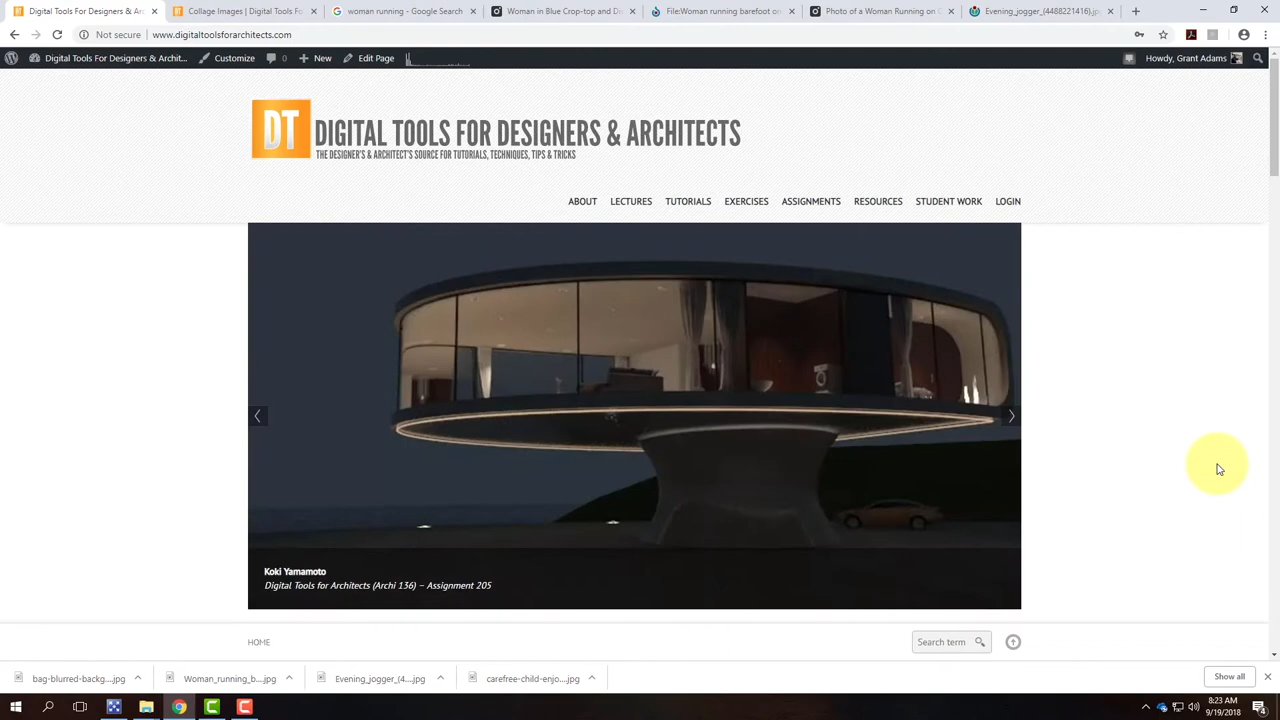 Digital Tools For Designers & Ar
Collage Images | Digital Tools Fo
woman running - Google Search
Woman in Blue Crop-top and Di
File:Woman running barefoot on
Photo of a Woman Running on C
Evening_jogger_(4488221416).jp
Not secure | www.digitaltoolsforarchitects.com
Digital Tools For Designers & Archit...
Customize
0
New
Edit Page
Howdy, Grant Adams
DT
DIGITAL TOOLS FOR DESIGNERS & ARCHITECTS
THE DESIGNER'S & ARCHITECT'S SOURCE FOR TUTORIALS, TECHNIQUES, TIPS & TRICKS
ABOUT
LECTURES
TUTORIALS
EXERCISES
ASSIGNMENTS
RESOURCES
STUDENT WORK
LOGIN
Koki Yamamoto
Digital Tools for Architects (Archi 136) – Assignment 205
HOME
Search term
bag-blurred-backg....jpg
Woman_running_b....jpg
Evening_jogger_(4....jpg
carefree-child-enjo....jpg
Show all
8:23 AM
9/19/2018
4